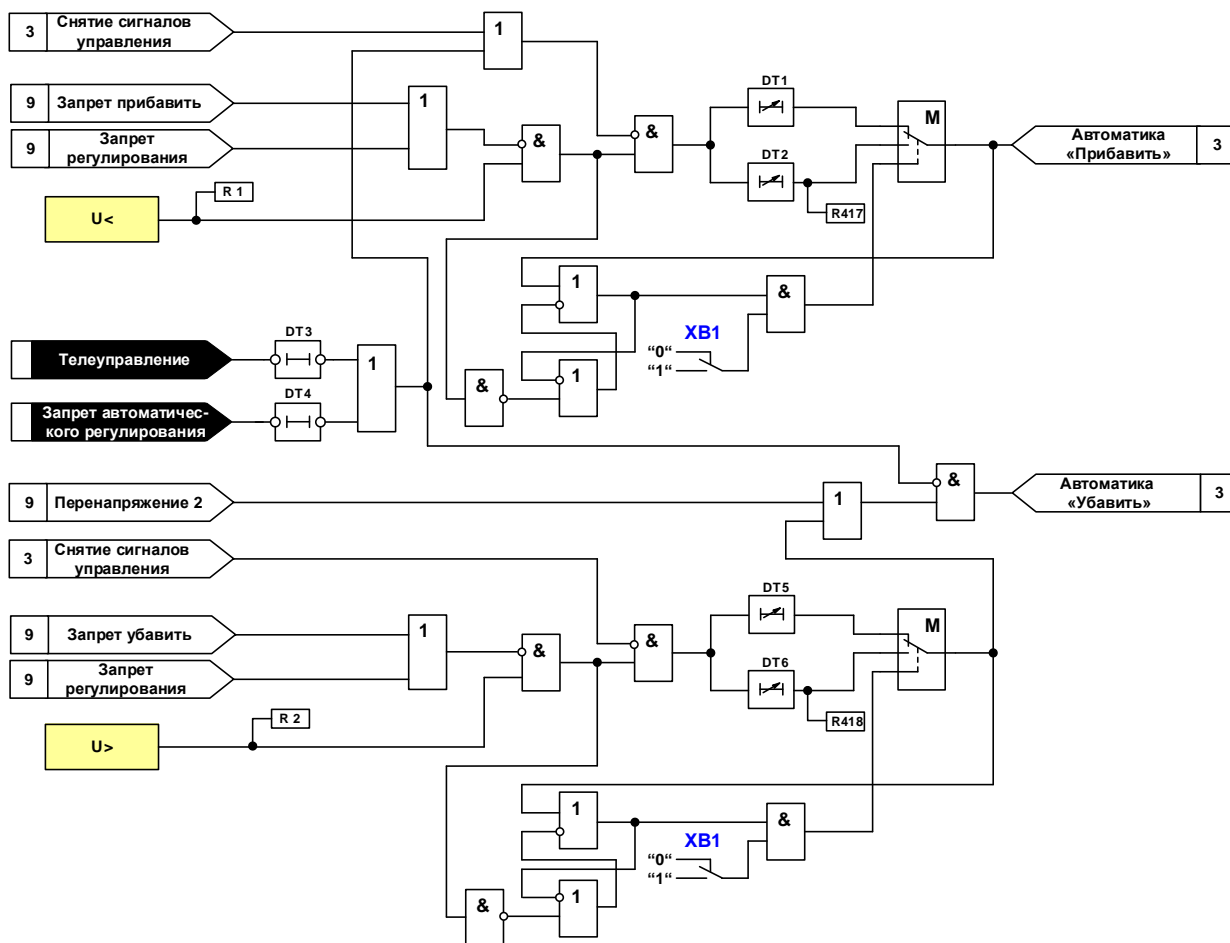 3 Снятие сигналов
управления
1
9 Запрет прибавить
1
9 Запрет
регулирования
&
&
DT1
DT2
M
Автоматика
«Прибавить» 3
R 1
U<
R417
1
&
XB1
“0“
“1“
1
&
Телеуправление
DT3
1
Запрет автоматичес-
кого регулирования
DT4
9 Перенапряжение 2
1
&
Автоматика
«Убавить» 3
3 Снятие сигналов
управления
DT5
9 Запрет убавить
1
9 Запрет
регулирования
&
&
DT6
M
R 2
U>
R418
1
&
XB1
“0“
“1“
1
&